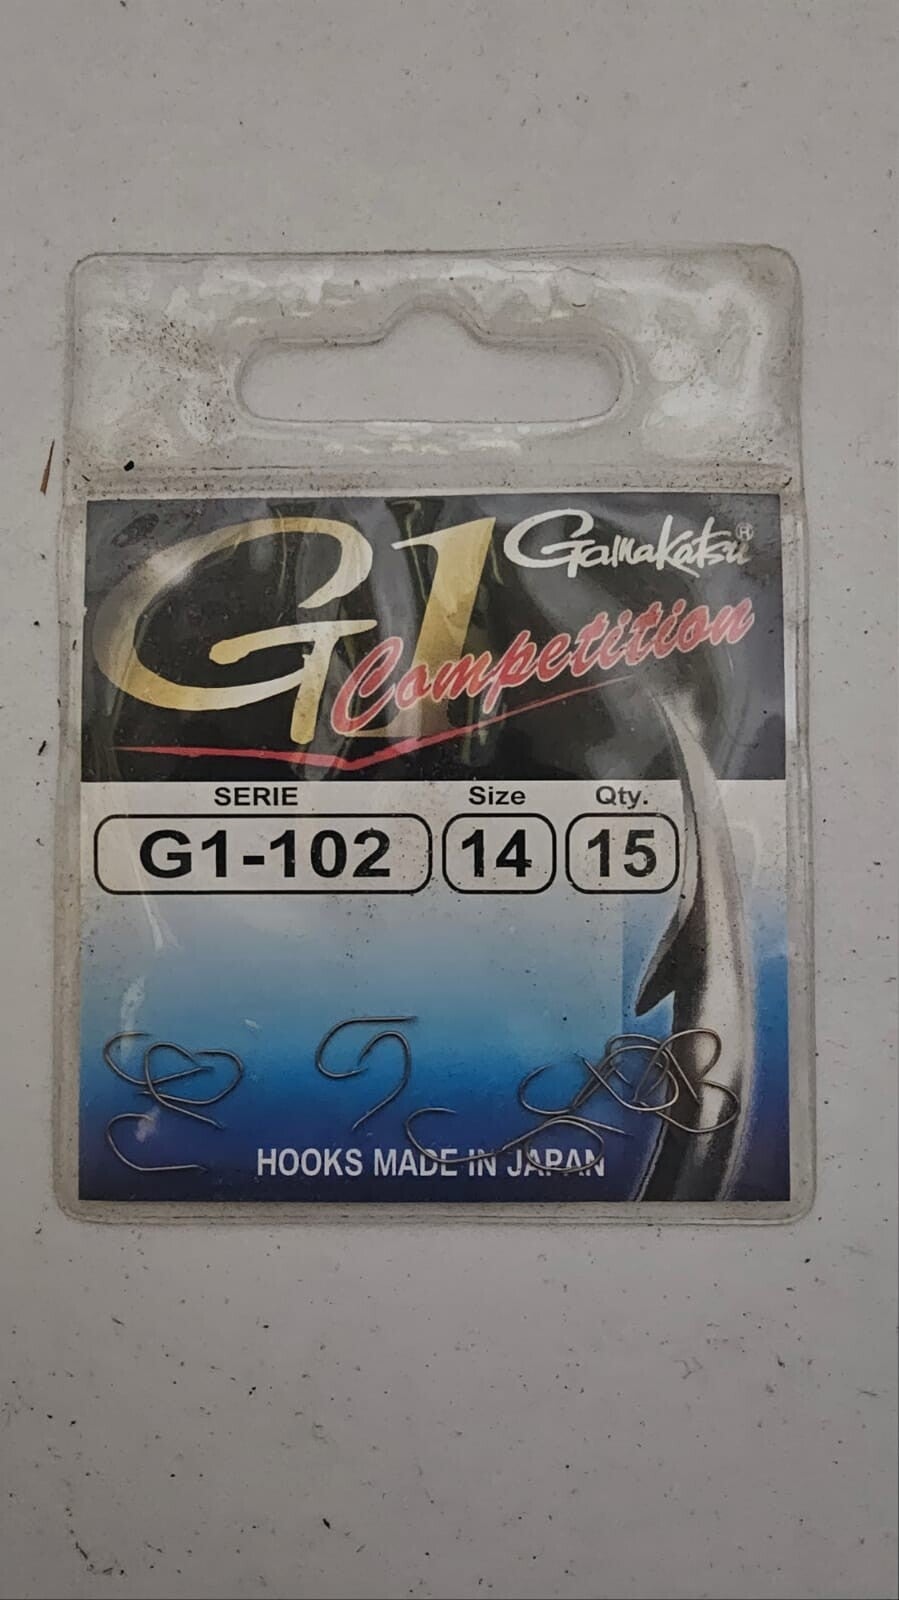 G1 Gamakatsu®
Competition
SERIE Size Qty.
G1-102 14 15
HOOKS MADE IN JAPAN